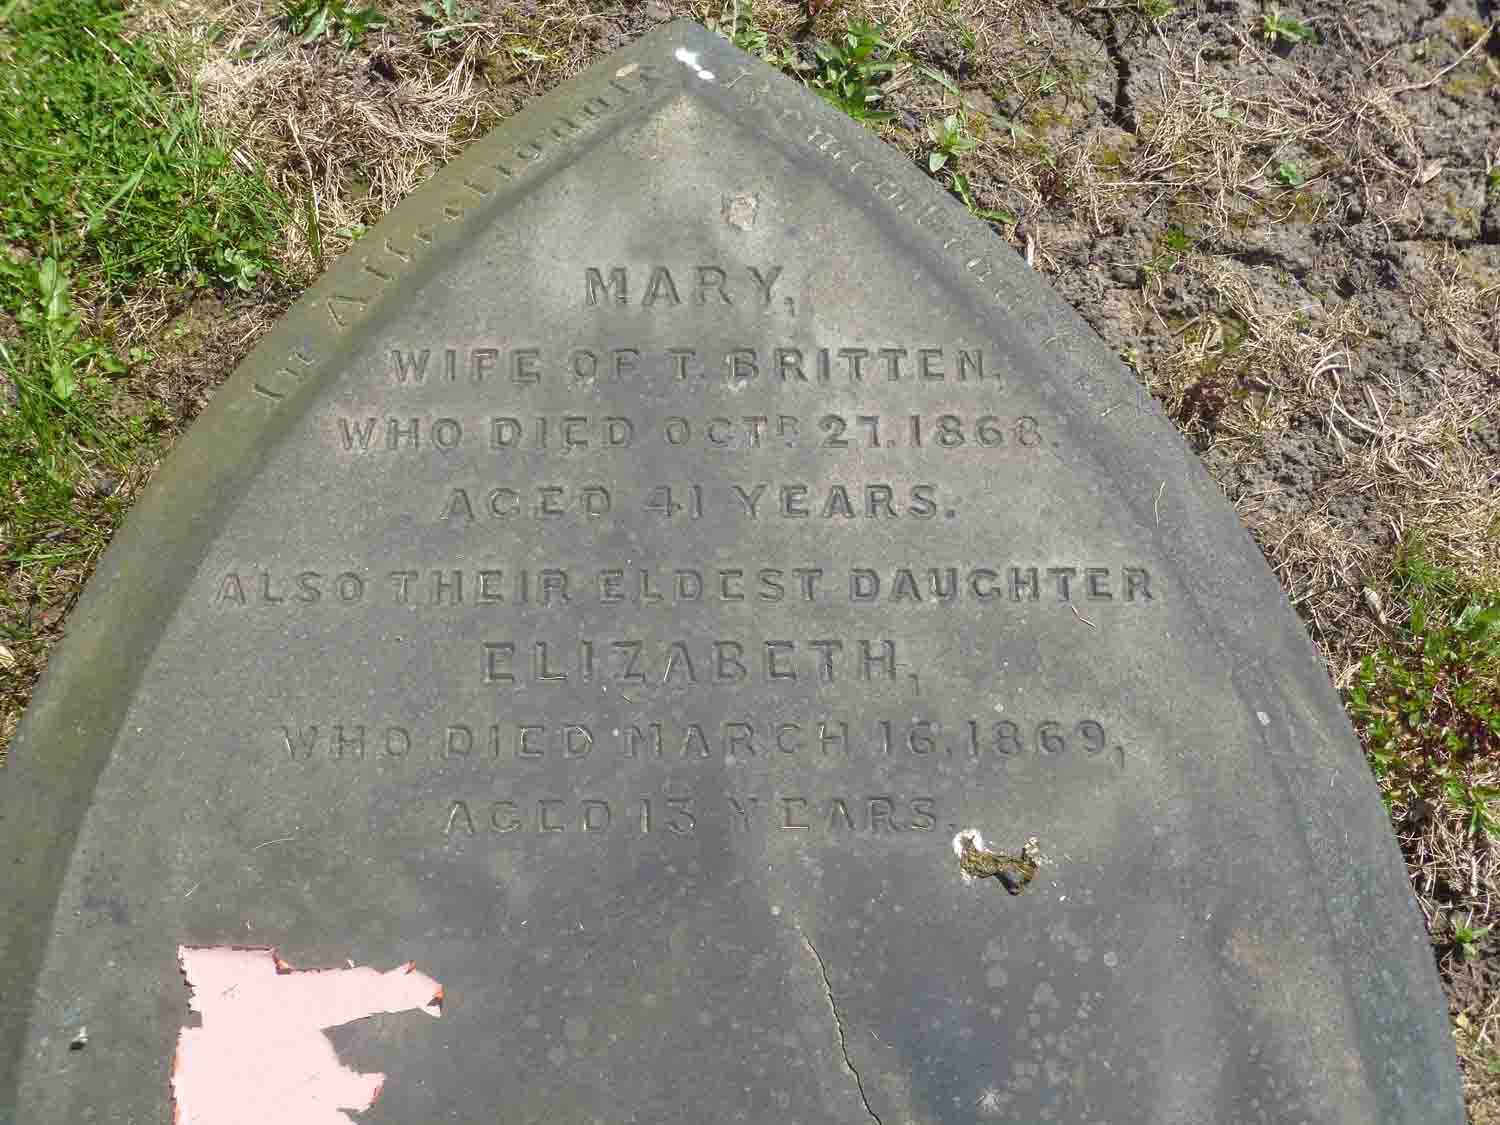 In Affectionate Remembrance of
MARY,
WIFE OF T. BRITTEN,
WHO DIED OCTR 27. 1868.
AGED 41 YEARS.
ALSO THEIR ELDEST DAUGHTER
ELIZABETH,
WHO DIED MARCH 16, 1869,
AGED 13 YEARS.